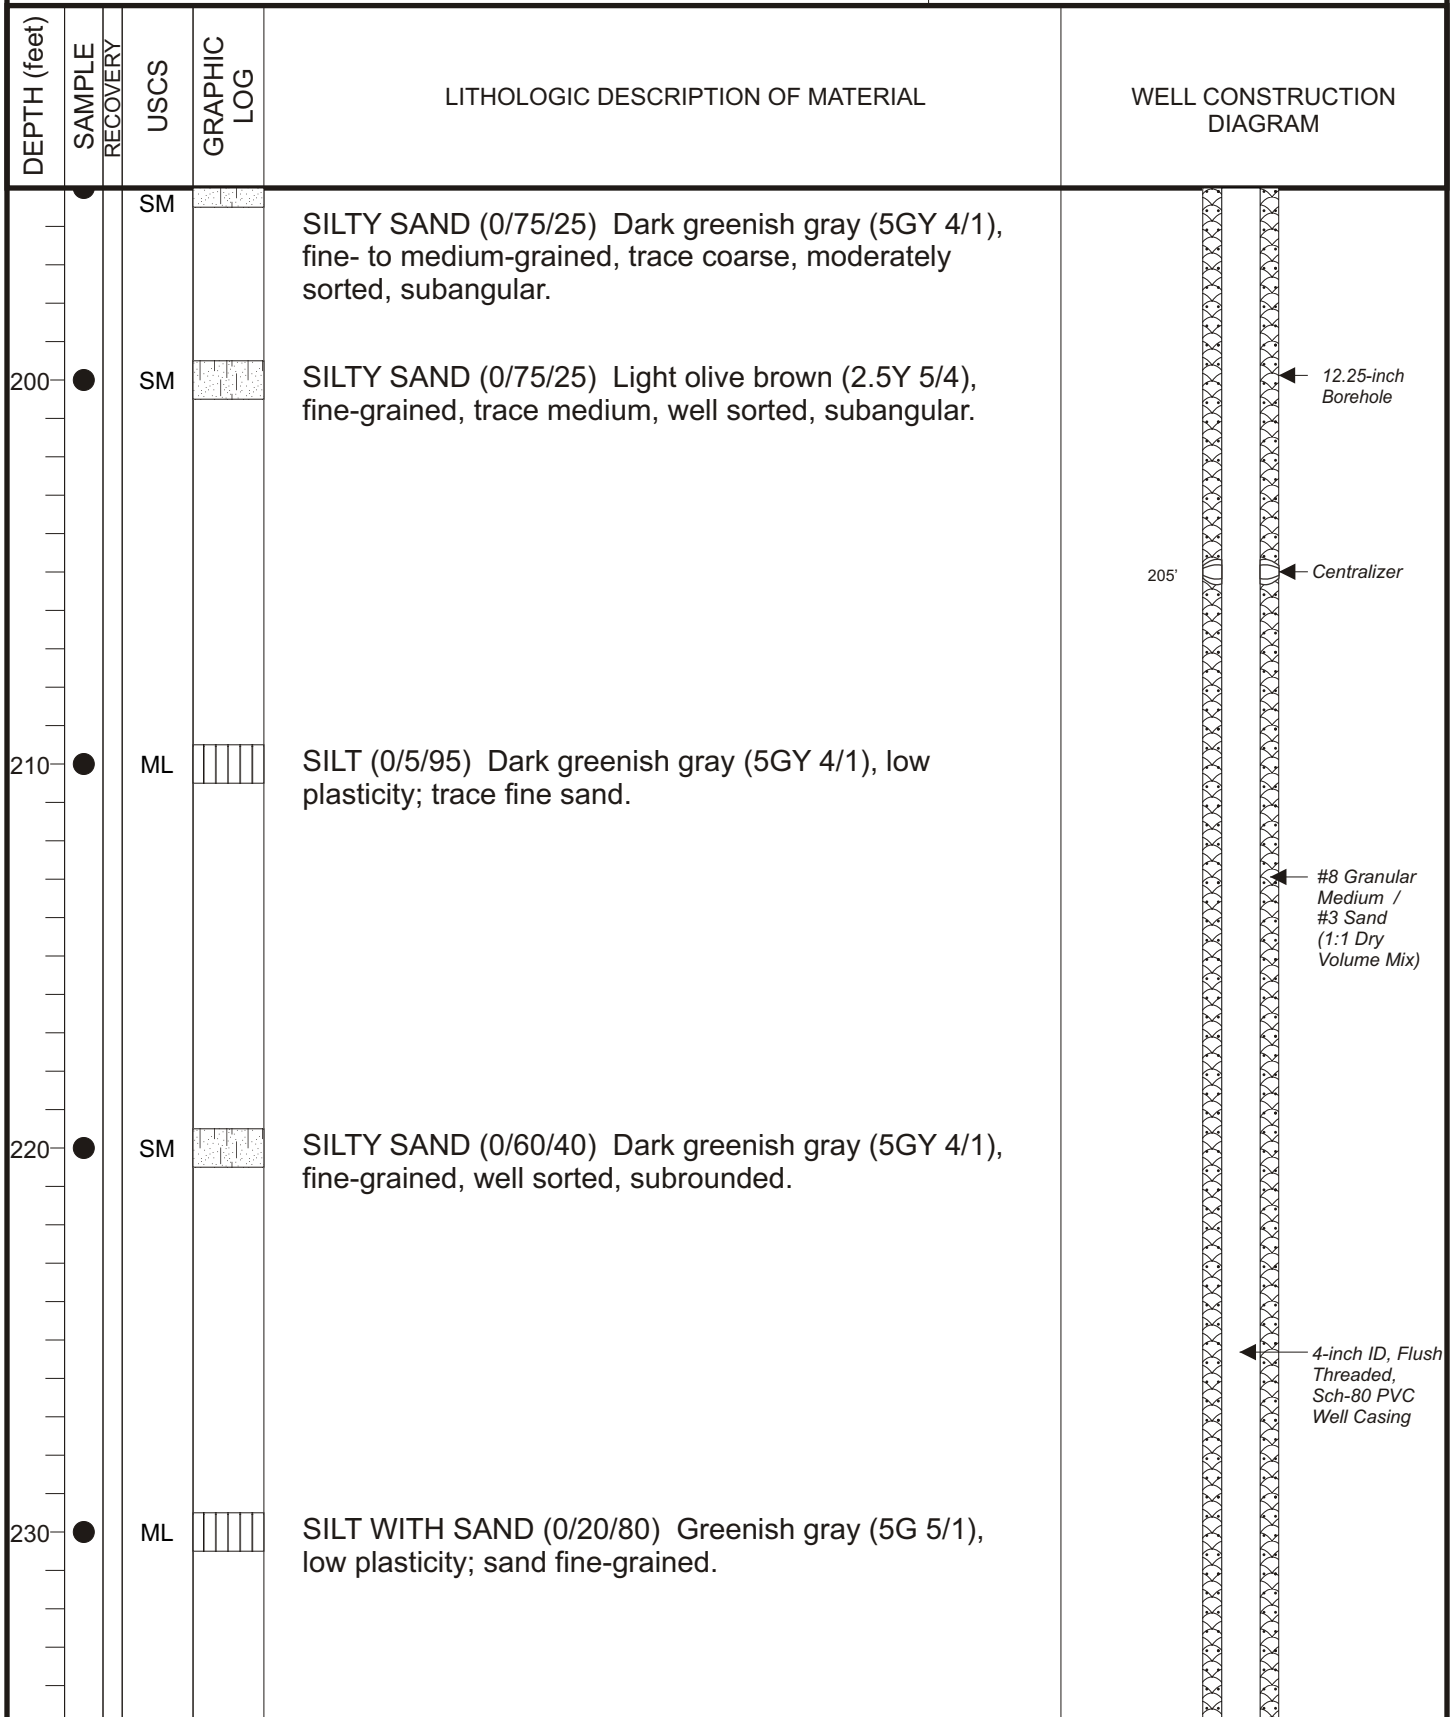 DEPTH (feet)
SAMPLE
RECOVERY
USCS
GRAPHIC
LOG
LITHOLOGIC DESCRIPTION OF MATERIAL
WELL CONSTRUCTION
DIAGRAM
SM
SILTY SAND (0/75/25) Dark greenish gray (5GY 4/1),
fine- to medium-grained, trace coarse, moderately
sorted, subangular.
200
SM
SILTY SAND (0/75/25) Light olive brown (2.5Y 5/4),
fine-grained, trace medium, well sorted, subangular.
12.25-inch
Borehole
205'
Centralizer
210
ML
SILT (0/5/95) Dark greenish gray (5GY 4/1), low
plasticity; trace fine sand.
#8 Granular
Medium /
#3 Sand
(1:1 Dry
Volume Mix)
220
SM
SILTY SAND (0/60/40) Dark greenish gray (5GY 4/1),
fine-grained, well sorted, subrounded.
4-inch ID, Flush
Threaded,
Sch-80 PVC
Well Casing
230
ML
SILT WITH SAND (0/20/80) Greenish gray (5G 5/1),
low plasticity; sand fine-grained.